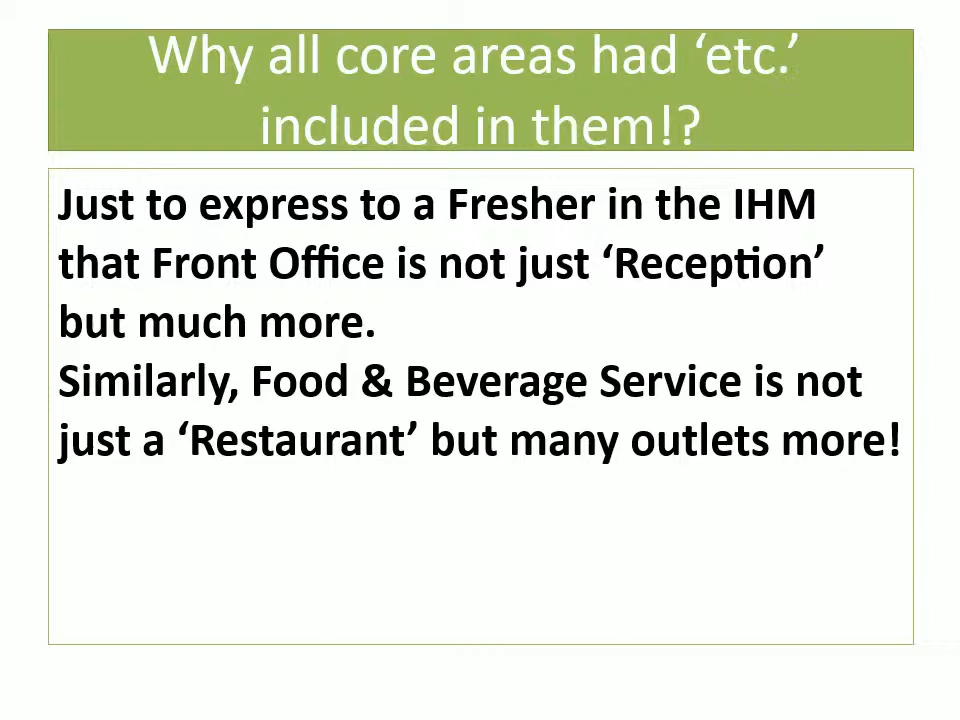 Why all core areas had ‘etc.’
included in them!?
Just to express to a Fresher in the IHM
that Front Office is not just ‘Reception’
but much more.
Similarly, Food & Beverage Service is not
just a ‘Restaurant’ but many outlets more!